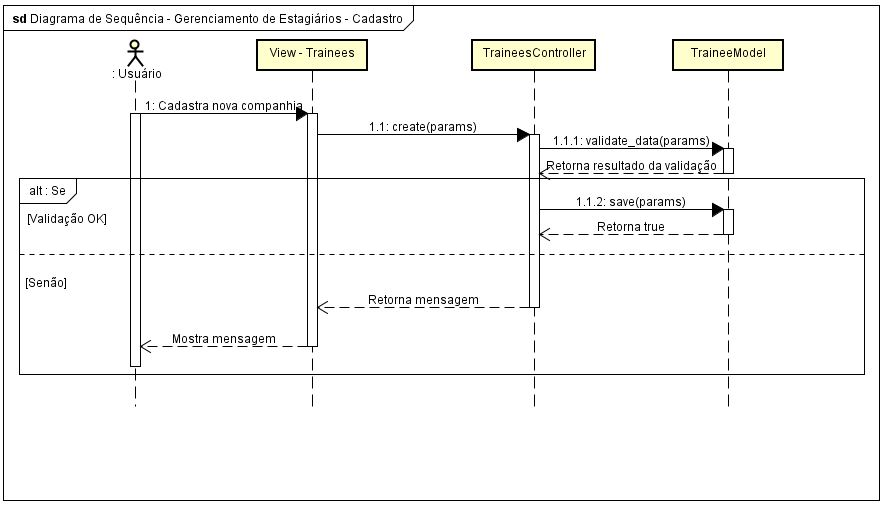 sd Diagrama de Sequência - Gerenciamento de Estagiários - Cadastro
: Usuário
View - Trainees
TraineesController
TraineeModel
1: Cadastra nova companhia
1.1: create(params)
1.1.1: validate_data(params)
Retorna resultado da validação
alt : Se
[Validação OK]
1.1.2: save(params)
Retorna true
[Senão]
Retorna mensagem
Mostra mensagem